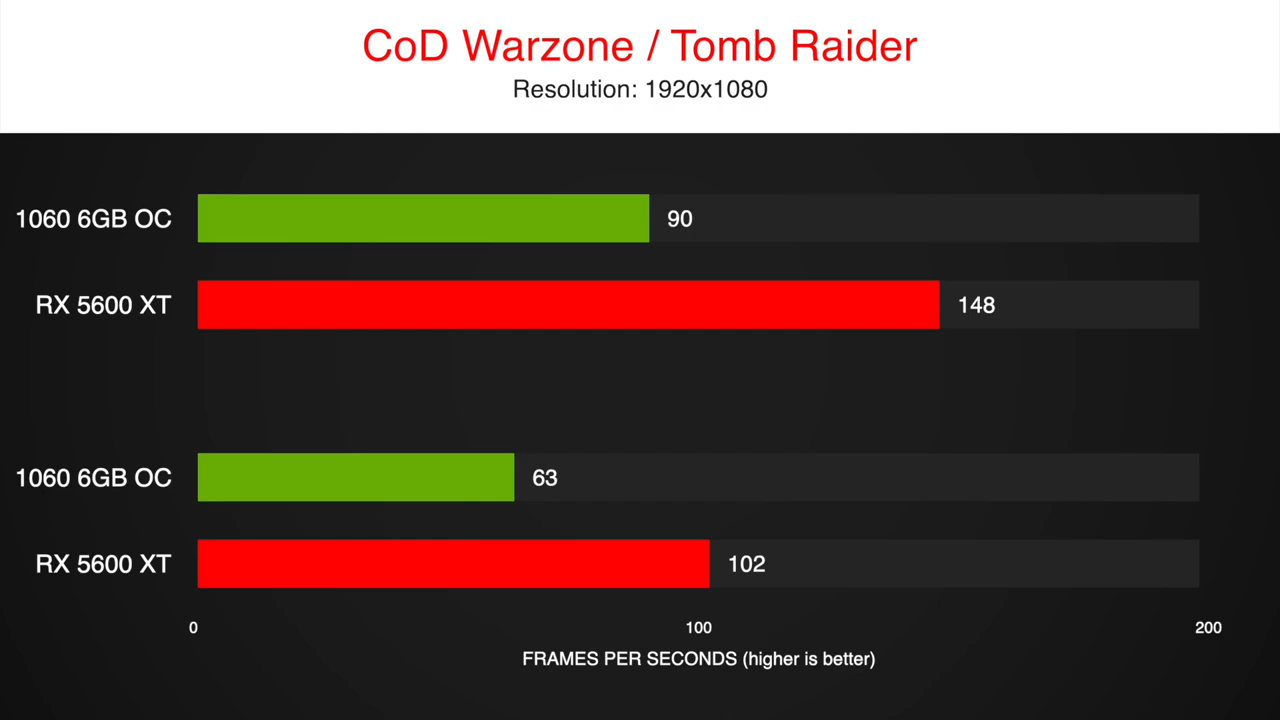 CoD Warzone / Tomb Raider
Resolution: 1920x1080
1060 6GB OC 90
RX 5600 XT 148
1060 6GB OC 63
RX 5600 XT 102
0 100 200
FRAMES PER SECONDS (higher is better)